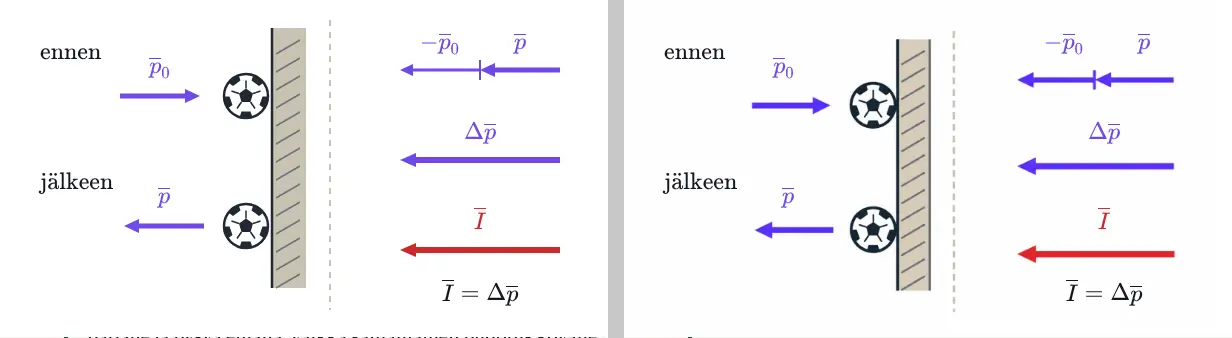 ennen
p̅₀
−p̅₀ p̅
Δp̅
jälkeen
p̅
I̅
I̅ = Δp̅
ennen
p̅₀
−p̅₀ p̅
Δp̅
jälkeen
p̅
I̅
I̅ = Δp̅